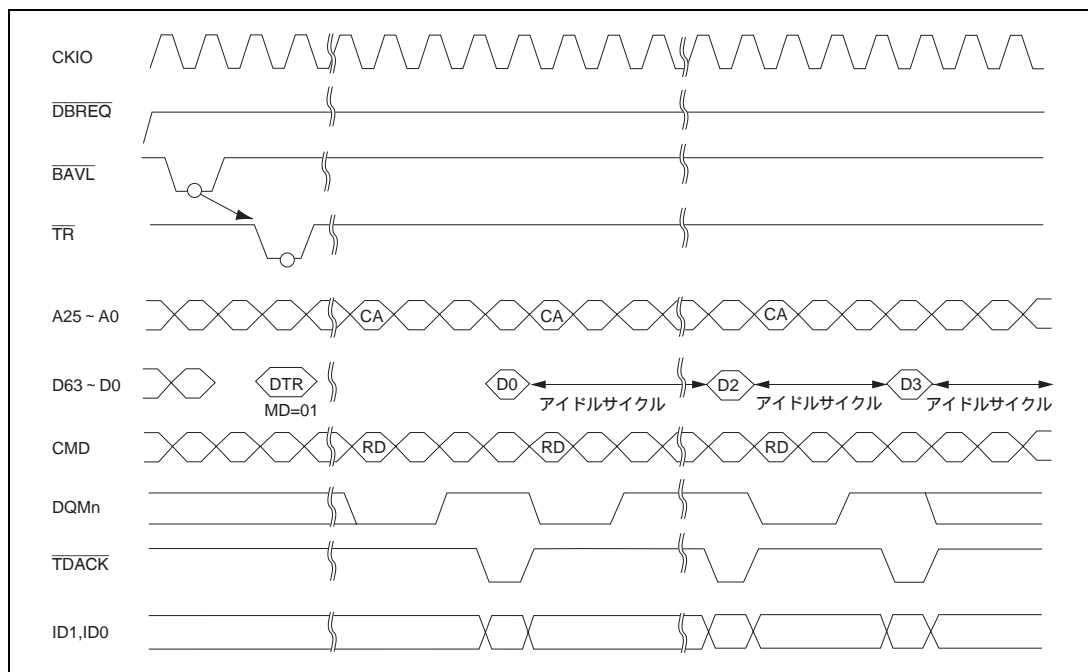 CKIO
DBREQ
BAVL
TR
A25 ~ A0 CA CA CA
D63 ~ D0 DTR D0 D2 D3
MD=01 アイドルサイクル アイドルサイクル アイドルサイクル
CMD RD RD RD
DQMn
TDACK
ID1,ID0